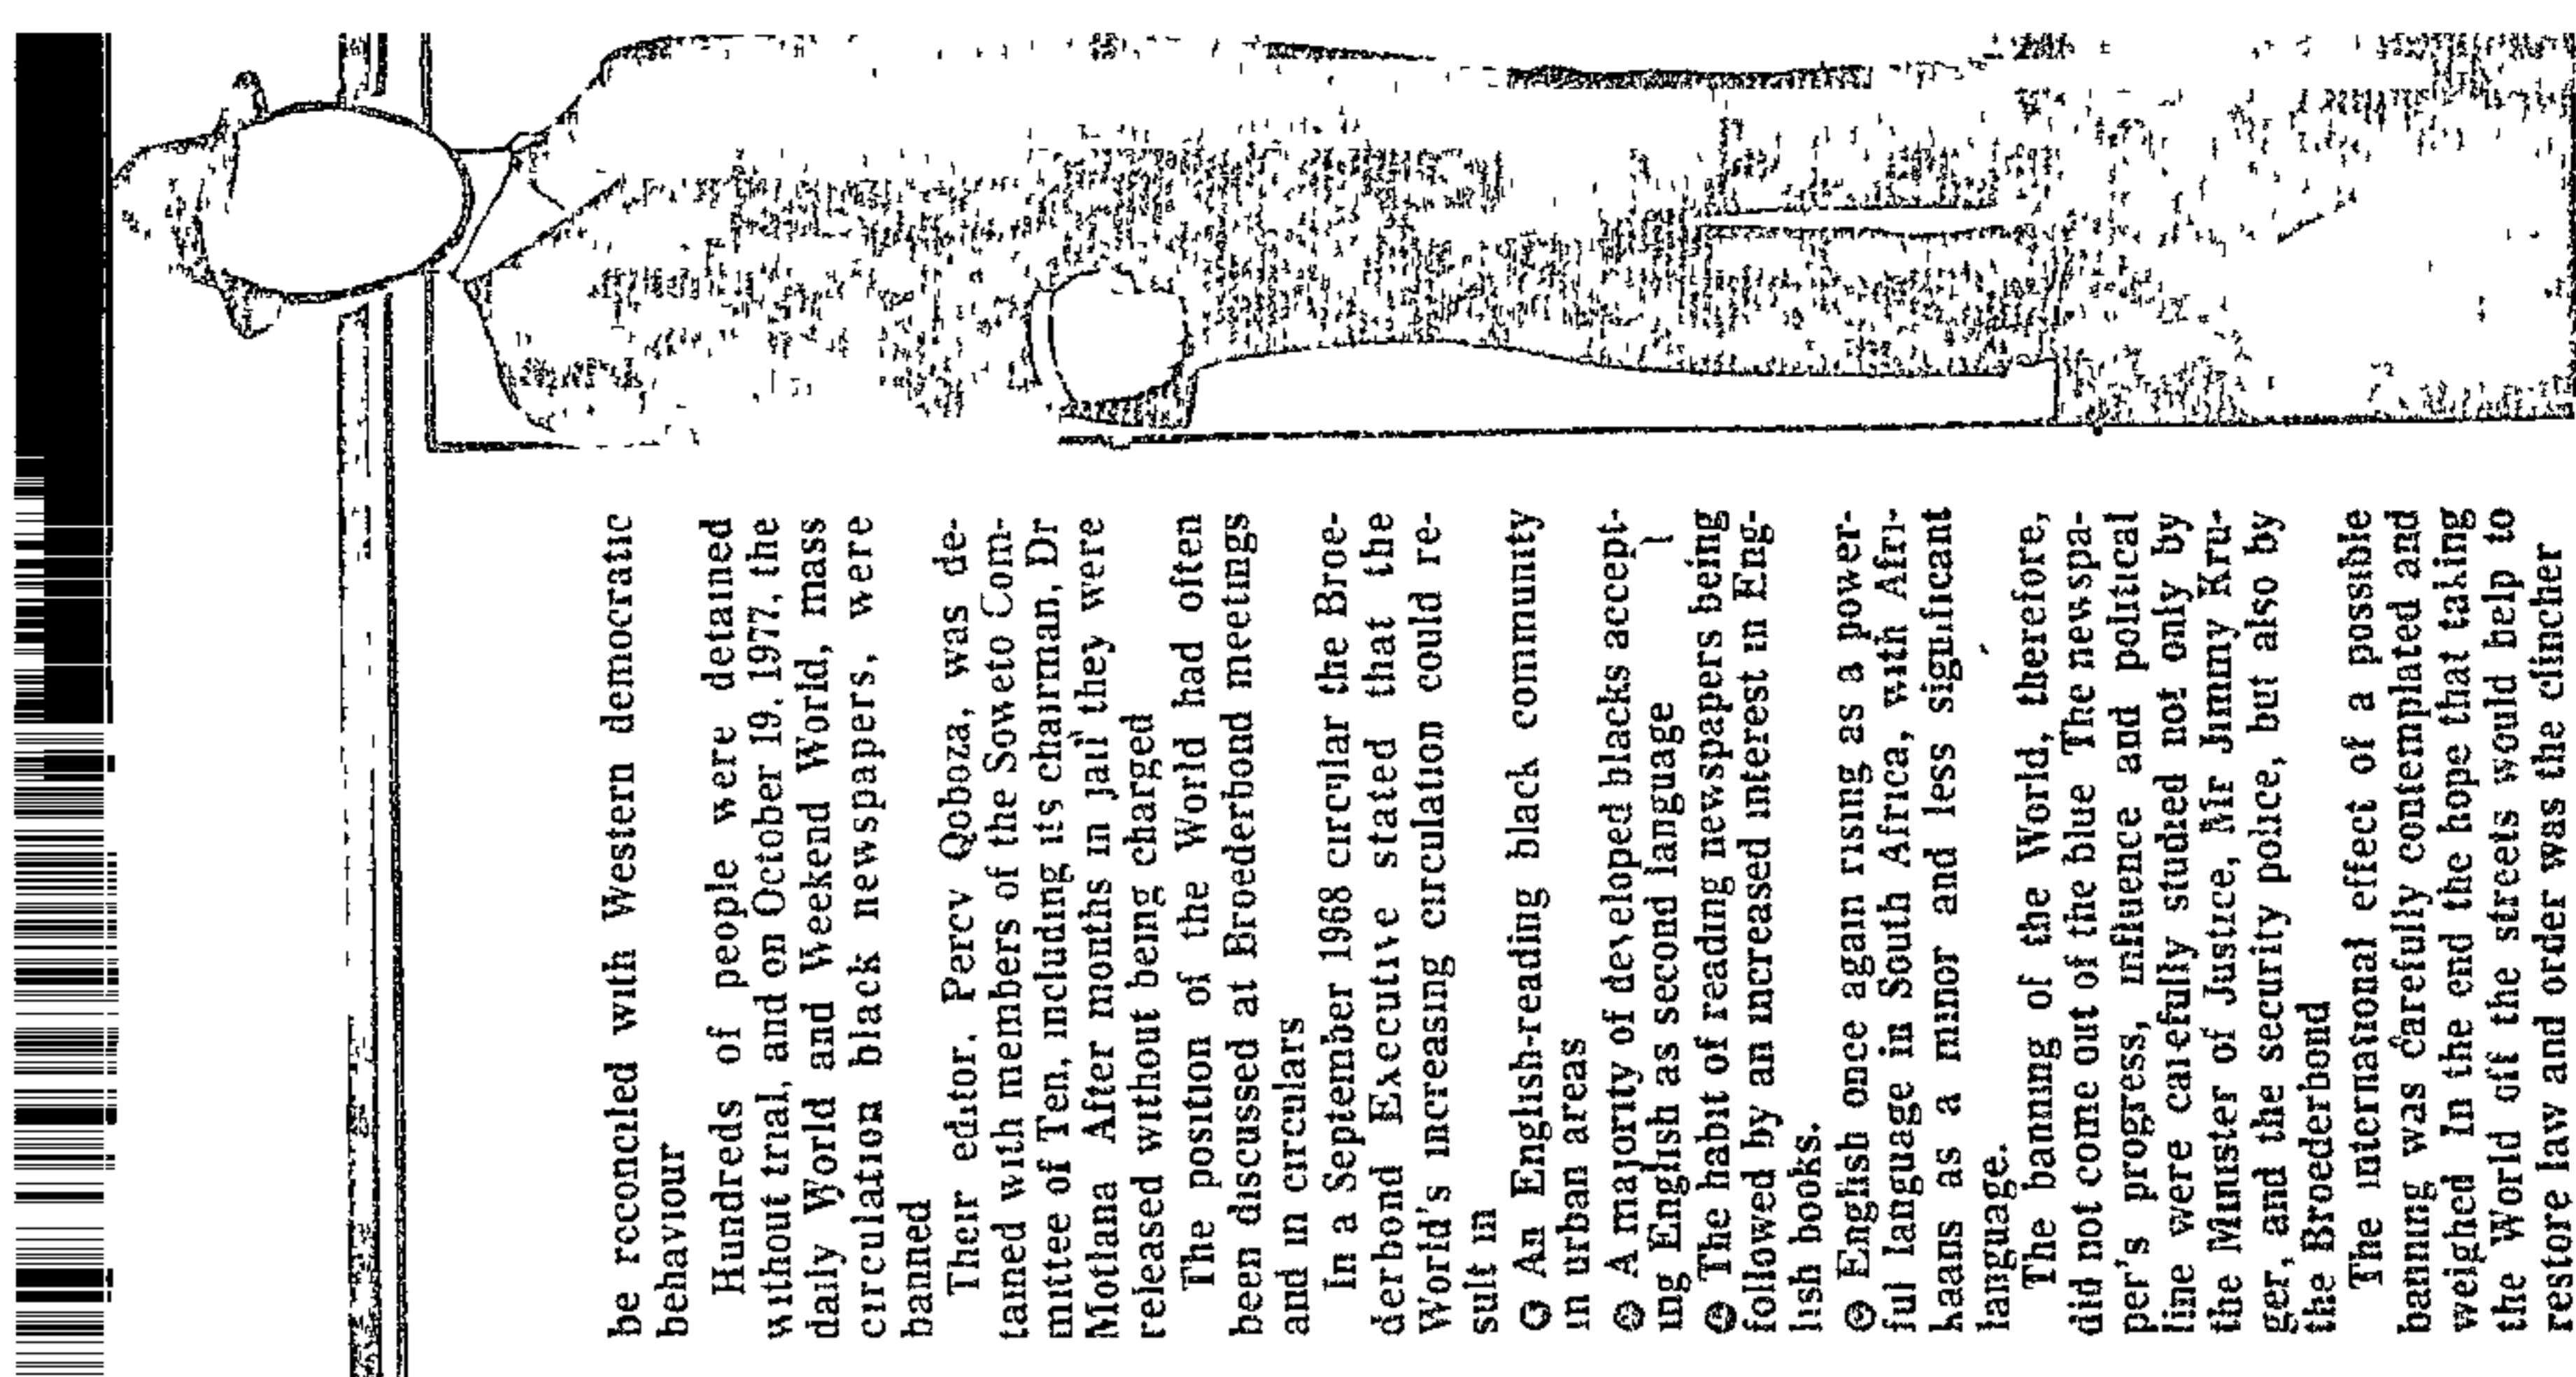 be reconciled with Western democratic
behaviour
Hundreds of people were detained
without trial, and on October 19, 1977, the
daily World and Weekend World, mass
circulation black newspapers, were
banned
Their editor, Percy Qoboza, was de-
tained with members of the Soweto Com-
mittee of Ten, including its chairman, Dr
Motlana After months in jail they were
released without being charged
The position of the World had often
been discussed at Broederbond meetings
and in circulars
In a September 1968 circular the Broe-
derbond Executive stated that the
World's increasing circulation could re-
sult in
● An English-reading black community
in urban areas
● A majority of developed blacks accept-
ing English as second language
● The habit of reading newspapers being
followed by an increased interest in Eng-
lish books.
● English once again rising as a power-
ful language in South Africa, with Afri-
kaans as a minor and less significant
language.
The banning of the World, therefore,
did not come out of the blue The newspa-
per's progress, influence and political
line were carefully studied not only by
the Minister of Justice, Mr Jimmy Kru-
ger, and the security police, but also by
the Broederbond
The international effect of a possible
banning was carefully contemplated and
weighed In the end the hope that taking
the World off the streets would help to
restore law and order was the clincher